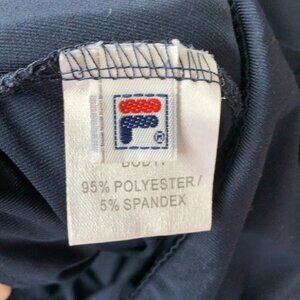 F®
BODY:
95% POLYESTER /
5% SPANDEX